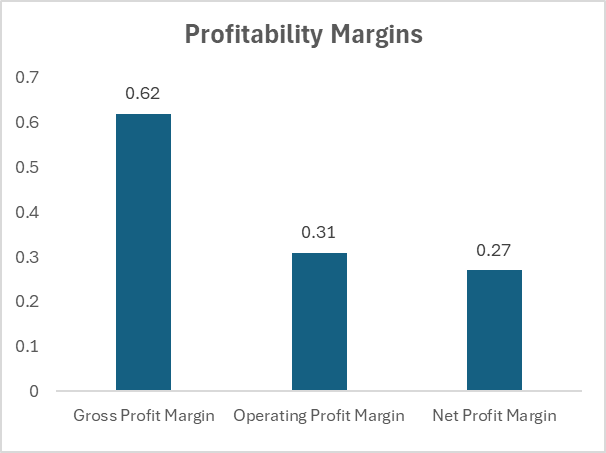 Profitability Margins
0.7
0.6
0.5
0.4
0.3
0.2
0.1
0
0.62
0.31
0.27
Gross Profit Margin
Operating Profit Margin
Net Profit Margin